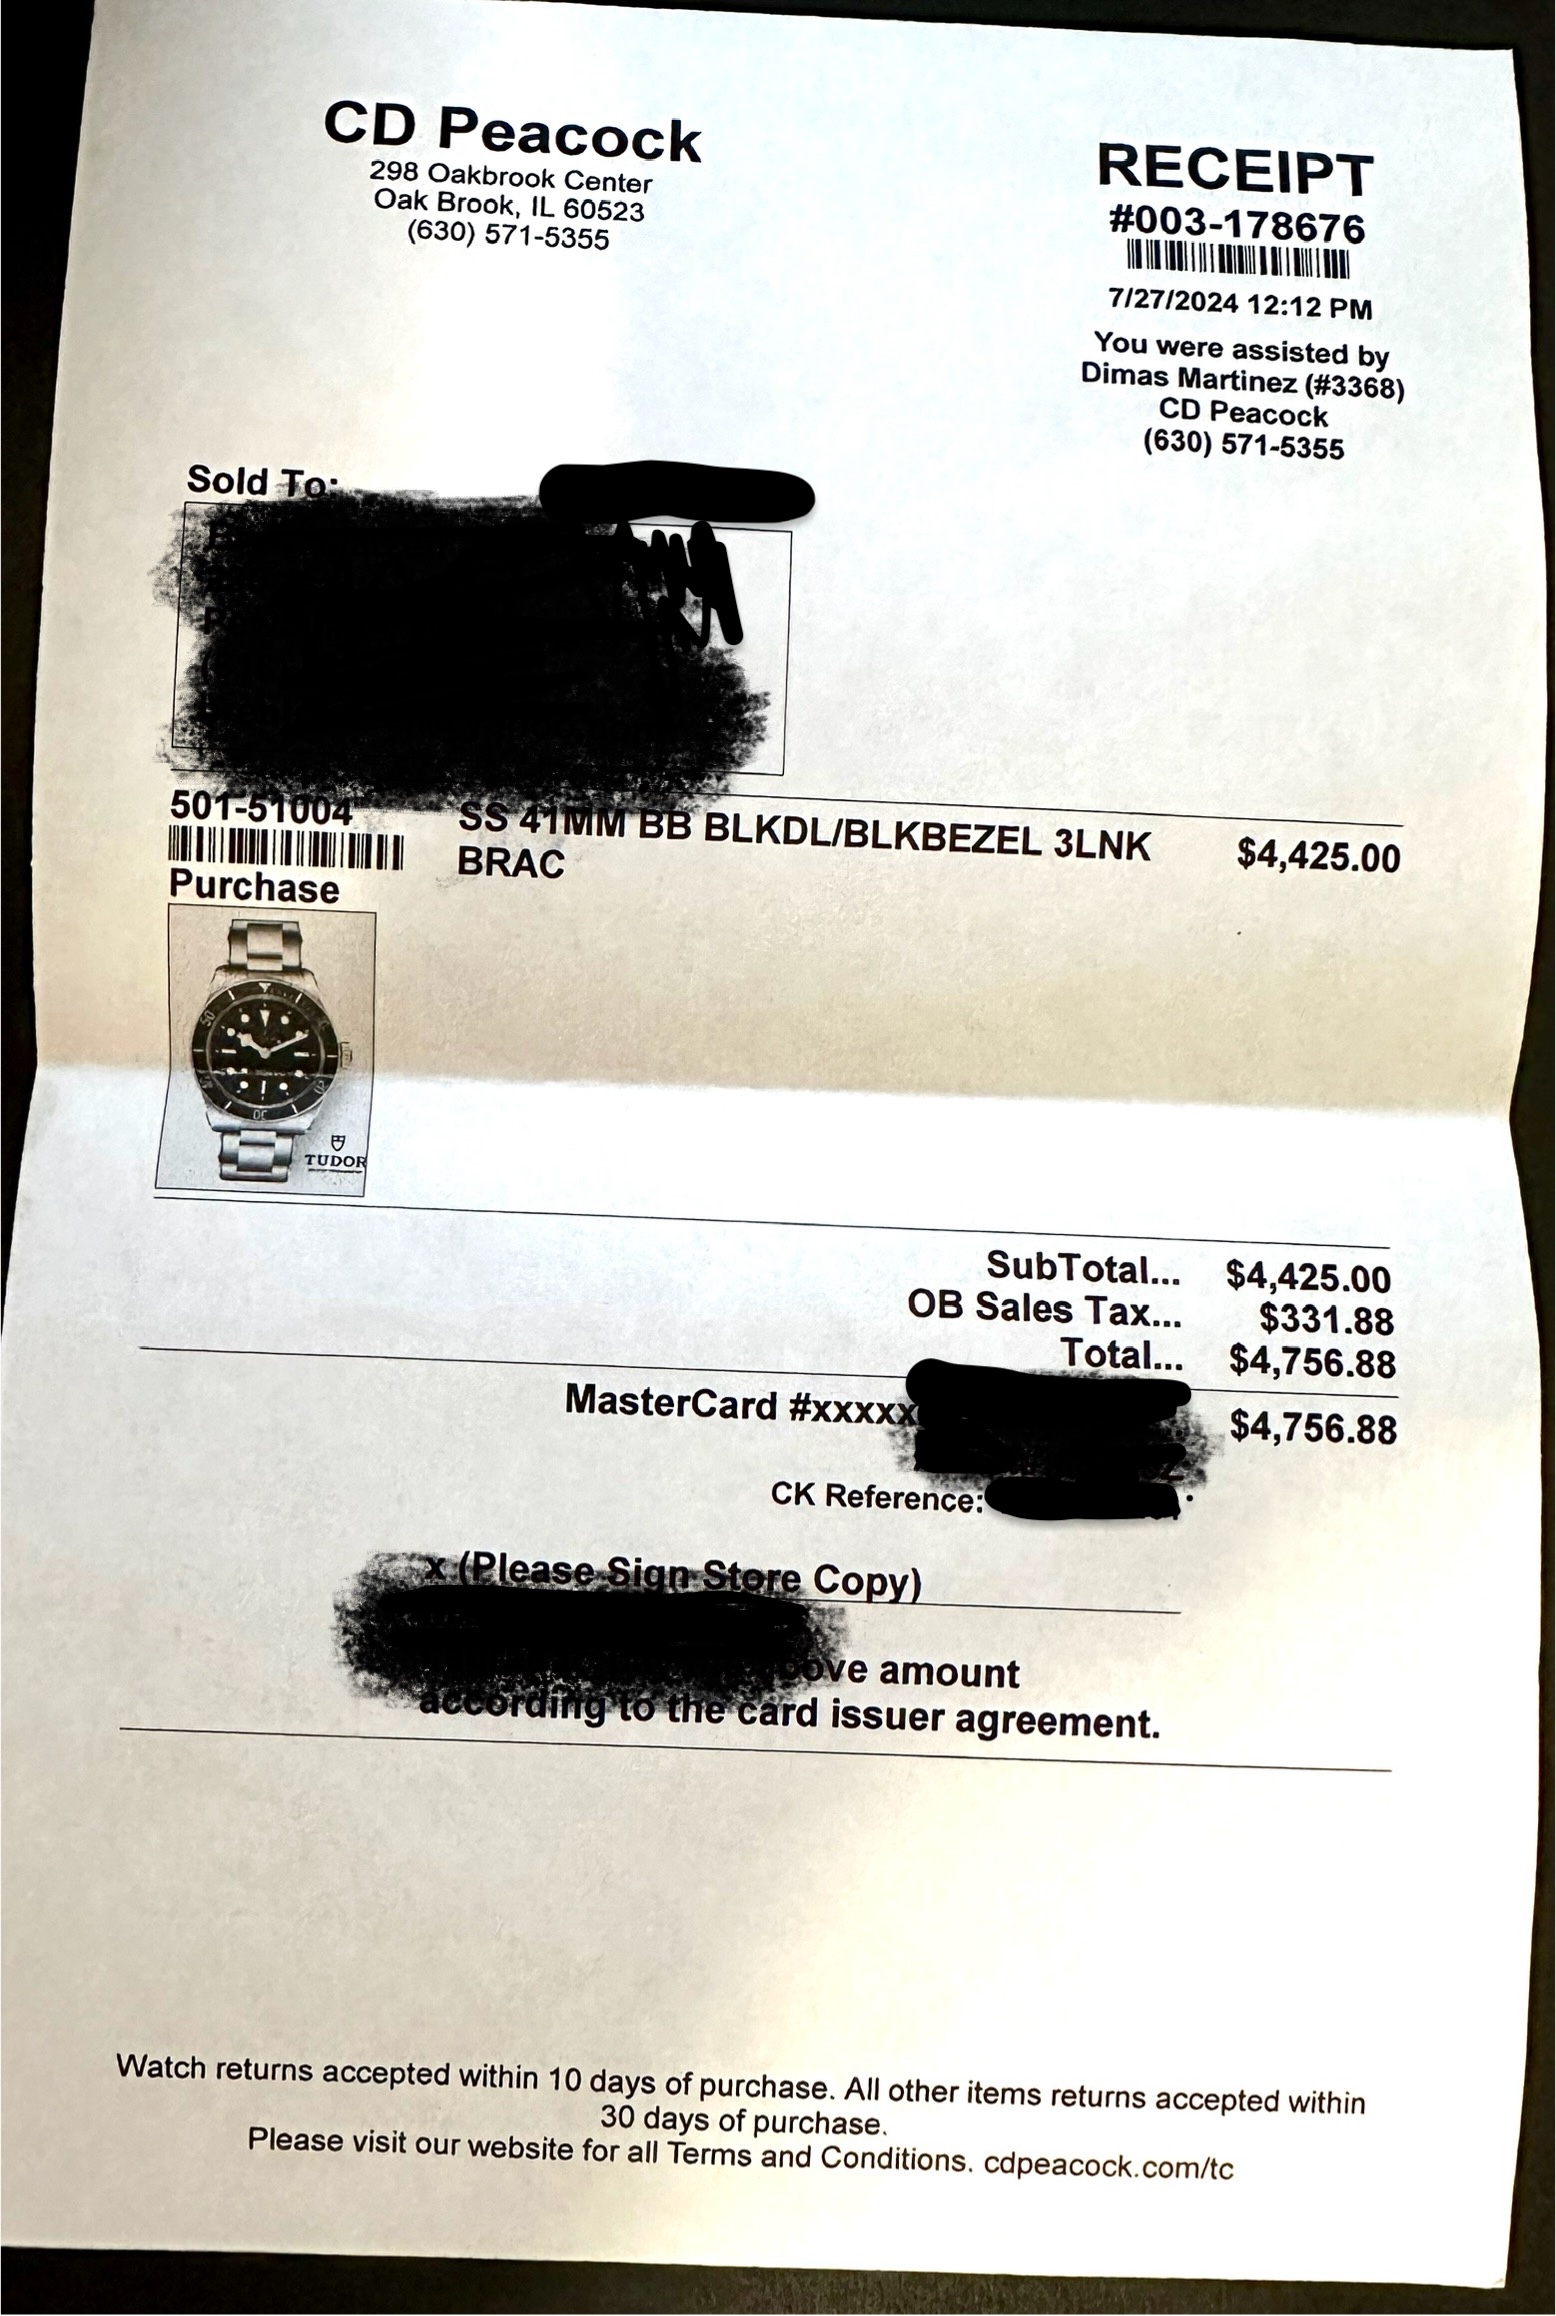 CD Peacock
298 Oakbrook Center
Oak Brook, IL 60523
(630) 571-5355
RECEIPT
#003-178676
7/27/2024 12:12 PM
You were assisted by
Dimas Martinez (#3368)
CD Peacock
(630) 571-5355
Sold To:
501-51004 SS 41MM BB BLKDL/BLKBEZEL 3LNK $4,425.00
BRAC
Purchase
TUDOR
SubTotal... $4,425.00
OB Sales Tax... $331.88
Total... $4,756.88
MasterCard #xxxxx $4,756.88
CK Reference:
x (Please Sign Store Copy)
amount
according to the card issuer agreement.
Watch returns accepted within 10 days of purchase. All other items returns accepted within
30 days of purchase.
Please visit our website for all Terms and Conditions. cdpeacock.com/tc